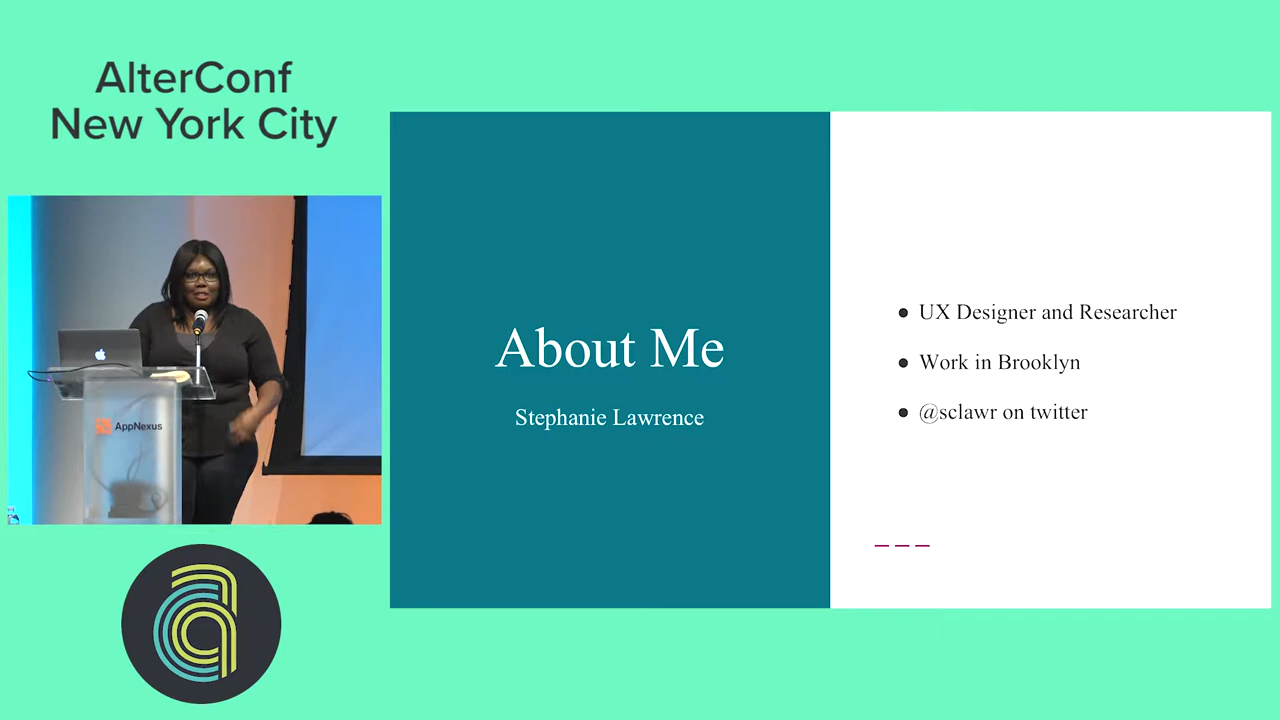 AlterConf
New York City
AppNexus
About Me
Stephanie Lawrence
● UX Designer and Researcher
● Work in Brooklyn
● @sclawr on twitter